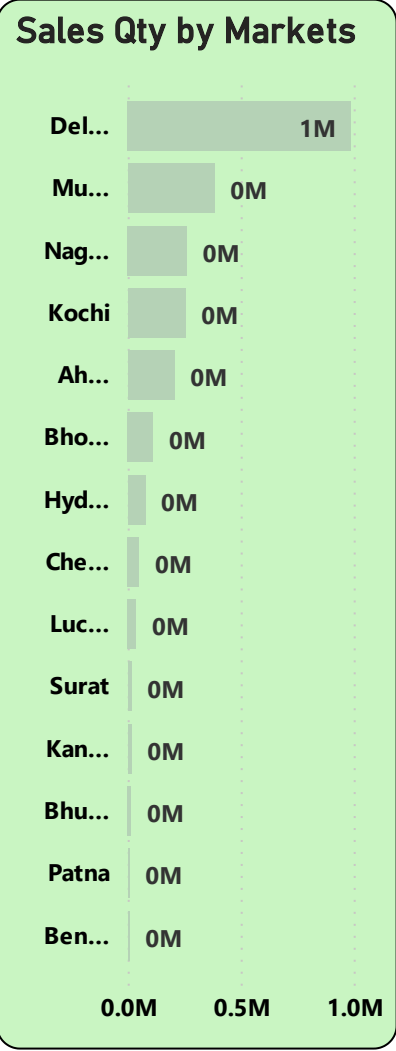 Sales Qty by Markets
Del... 1M
Mu... 0M
Nag... 0M
Kochi 0M
Ah... 0M
Bho... 0M
Hyd... 0M
Che... 0M
Luc... 0M
Surat 0M
Kan... 0M
Bhu... 0M
Patna 0M
Ben... 0M
0.0M 0.5M 1.0M